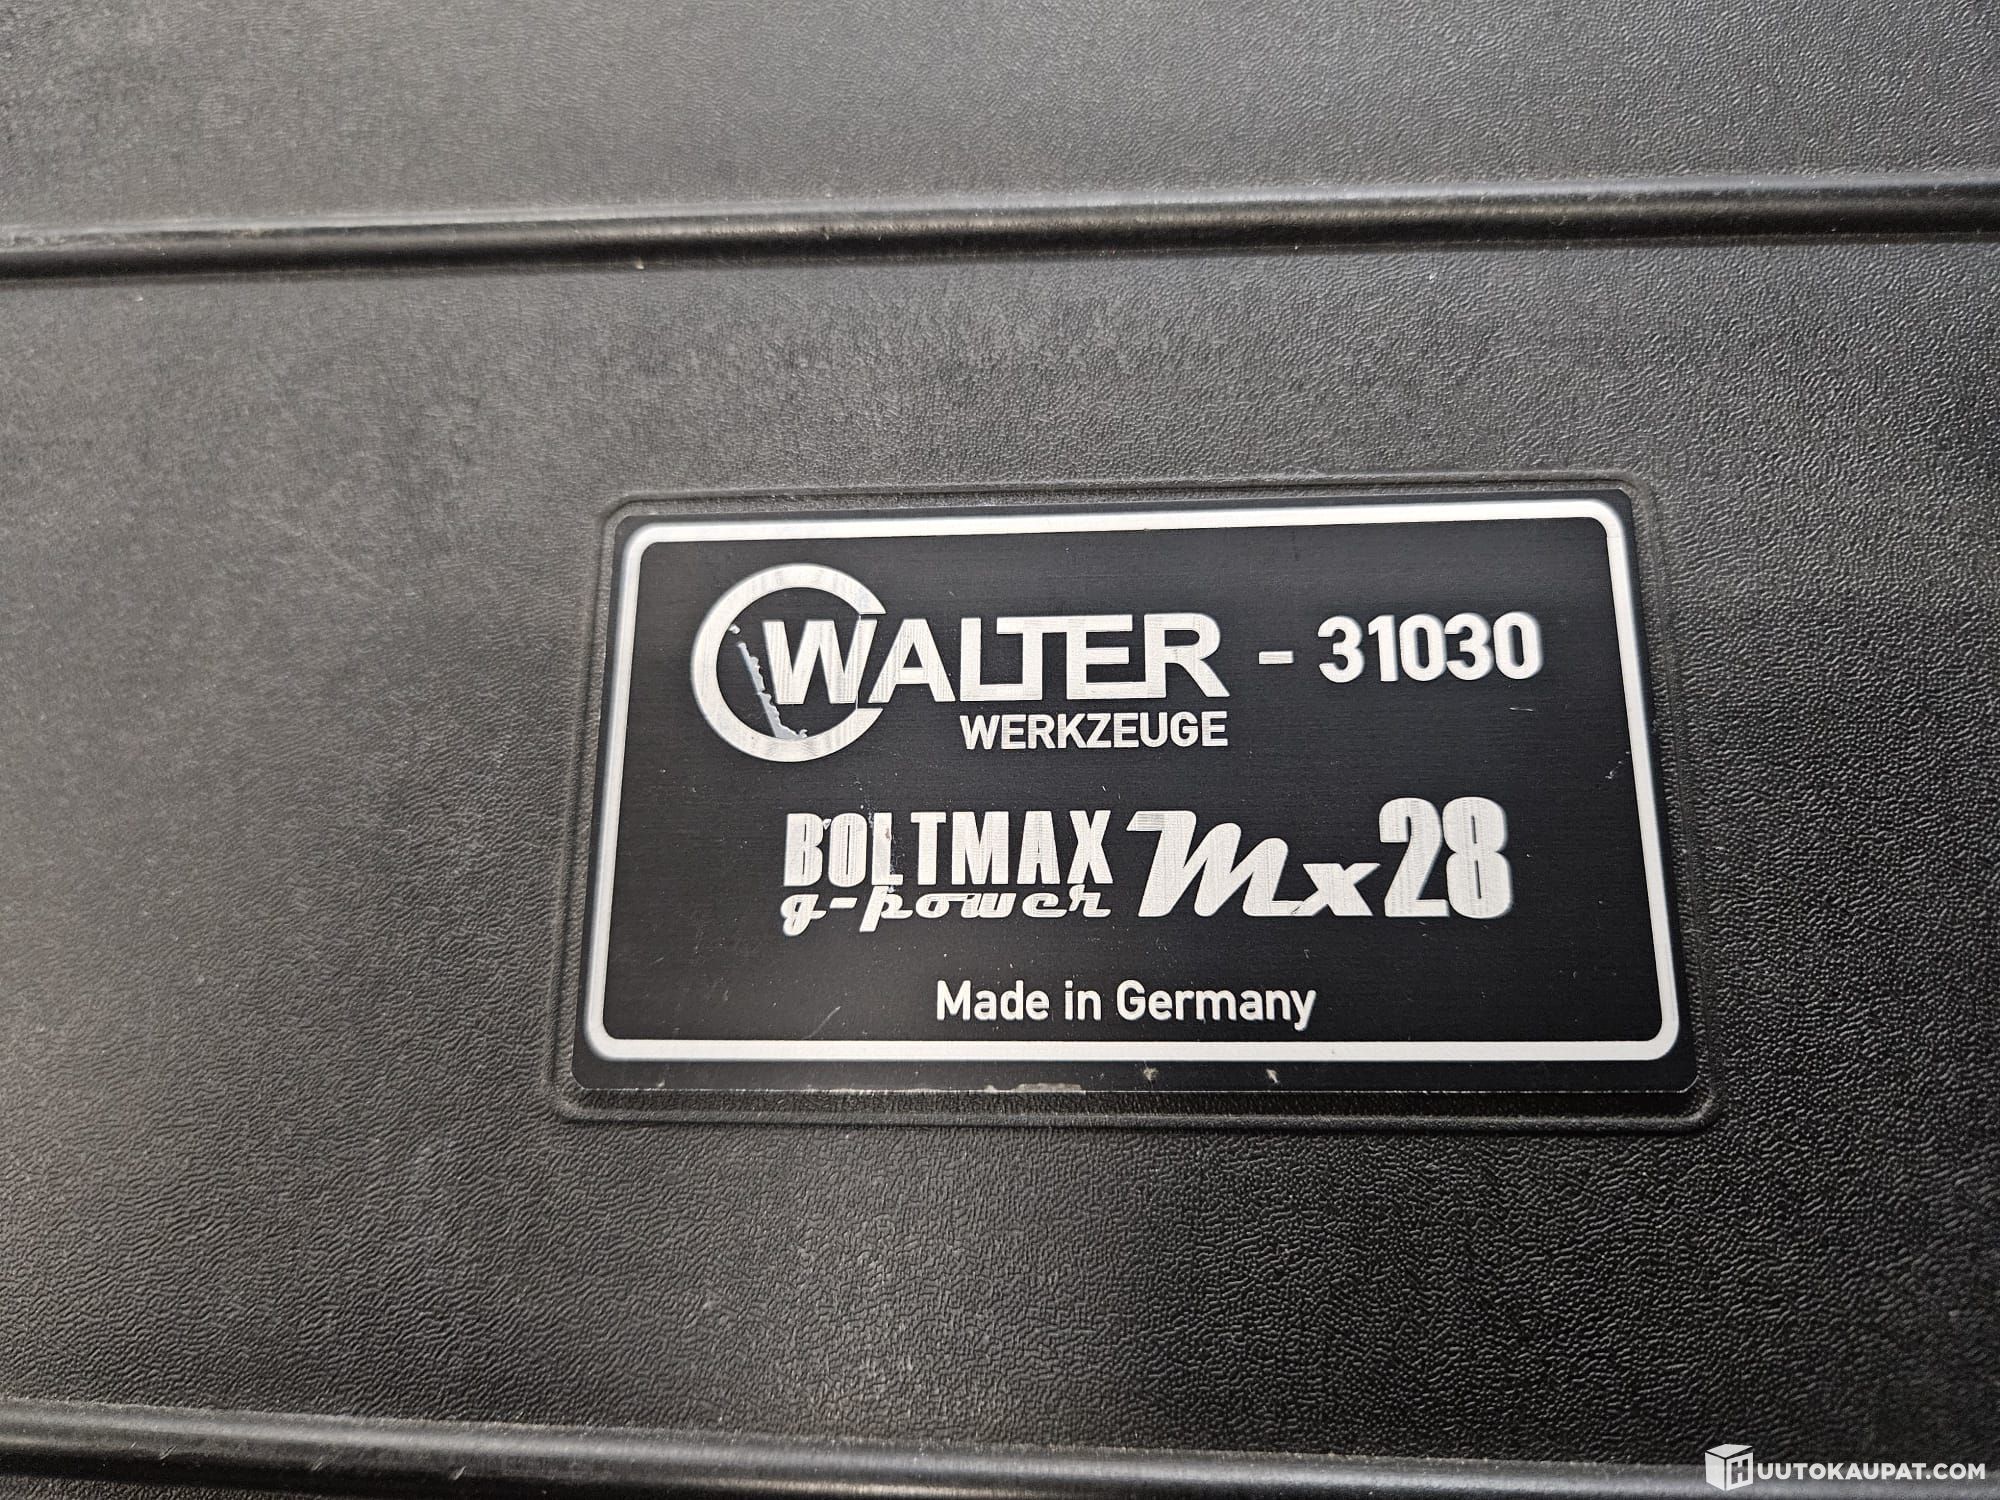 WALTER - 31030
WERKZEUGE
BOLTMAX Mx28
g-power
Made in Germany
HUUTOKAUPAT.COM